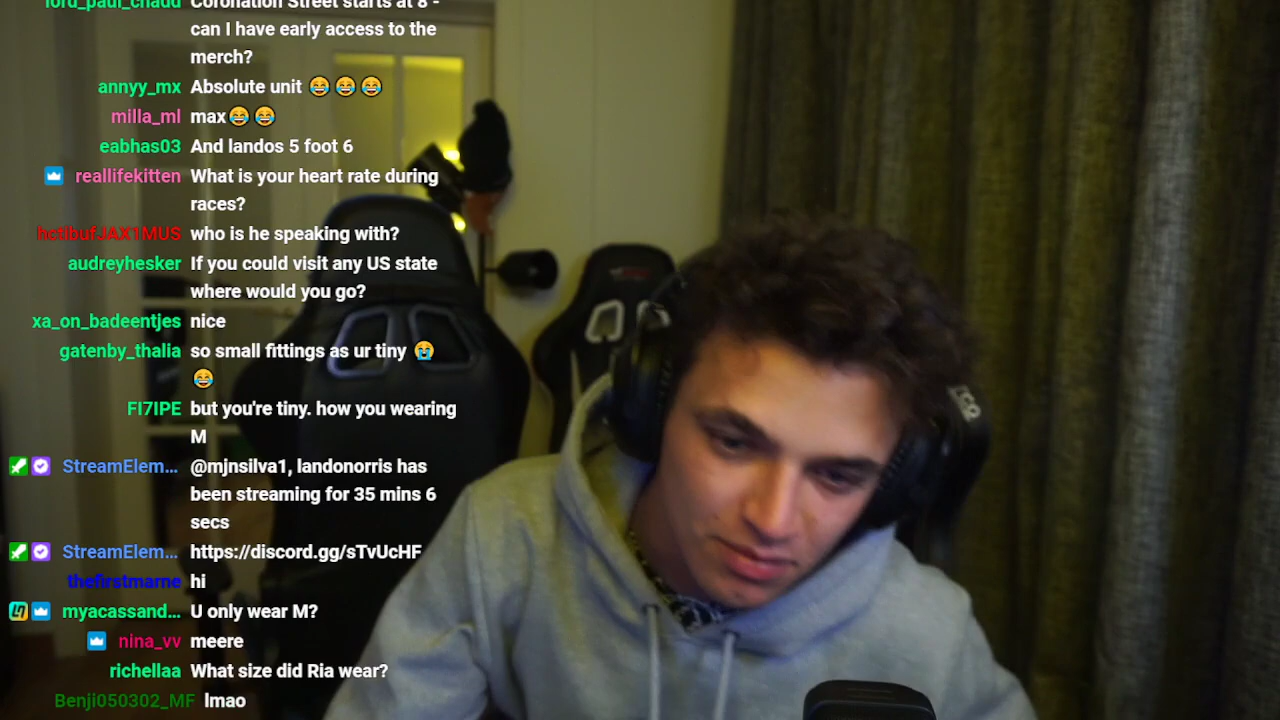 lord_paul_chadd Coronation Street starts at 8 -
can I have early access to the
merch?
annyy_mx Absolute unit 😂 😂 😂
milla_ml max😂 😂
eabhas03 And landos 5 foot 6
reallifekitten What is your heart rate during
races?
who is he speaking with?
audreyhesker If you could visit any US state
where would you go?
xa_on_badeentjes nice
gatenby_thalia so small fittings as ur tiny 😭
😂
FI7IPE but you're tiny. how you wearing
M
StreamElem... @mjnsilva1, landonorris has
been streaming for 35 mins 6
secs
StreamElem... https://discord.gg/sTvUcHF
thefirstmarne hi
myacassand... U only wear M?
nina_vv meere
richellaa What size did Ria wear?
Benji050302_MF lmao